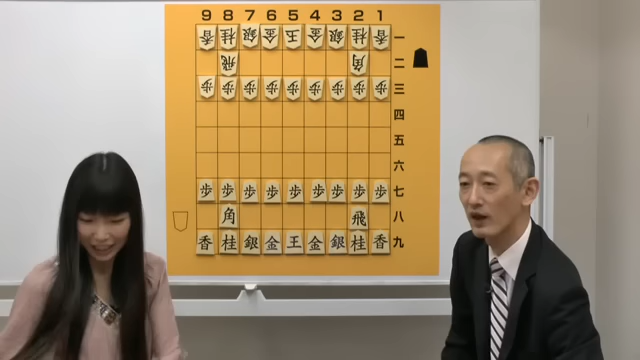 9 8 7 6 5 4 3 2 1
香 桂 銀 金 王 金 銀 桂 香 一
飛 角 二
歩 歩 歩 歩 歩 歩 歩 歩 歩 三
四
五
六
歩 歩 歩 歩 歩 歩 歩 歩 歩 七
角 飛 八
香 桂 銀 金 王 金 銀 桂 香 九